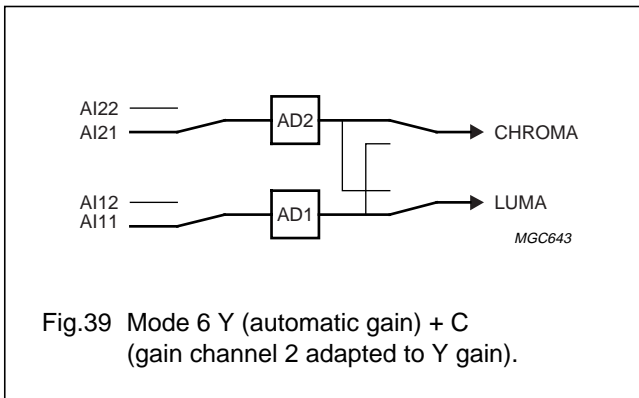 AI22
AI21
AD2
CHROMA
AI12
AI11
AD1
LUMA
MGC643
Fig.39 Mode 6 Y (automatic gain) + C
(gain channel 2 adapted to Y gain).